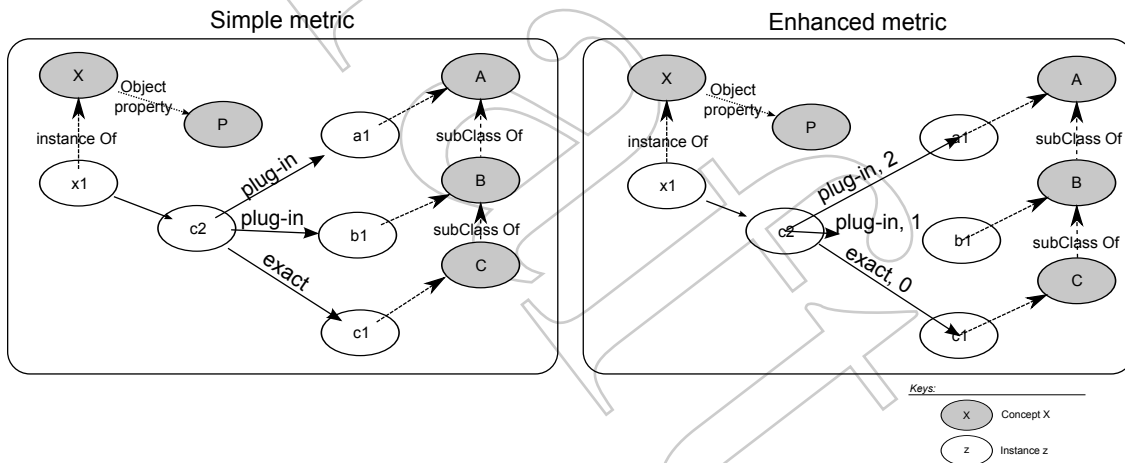 Simple metric
Enhanced metric
X
Object
property
P
instance Of
x1
c2
plug-in
plug-in
exact
a1
b1
c1
A
subClass Of
B
subClass Of
C
X
Object
property
P
instance Of
x1
c2
plug-in, 2
plug-in, 1
exact, 0
a1
b1
c1
A
subClass Of
B
subClass Of
C
Keys:
X Concept X
z Instance z